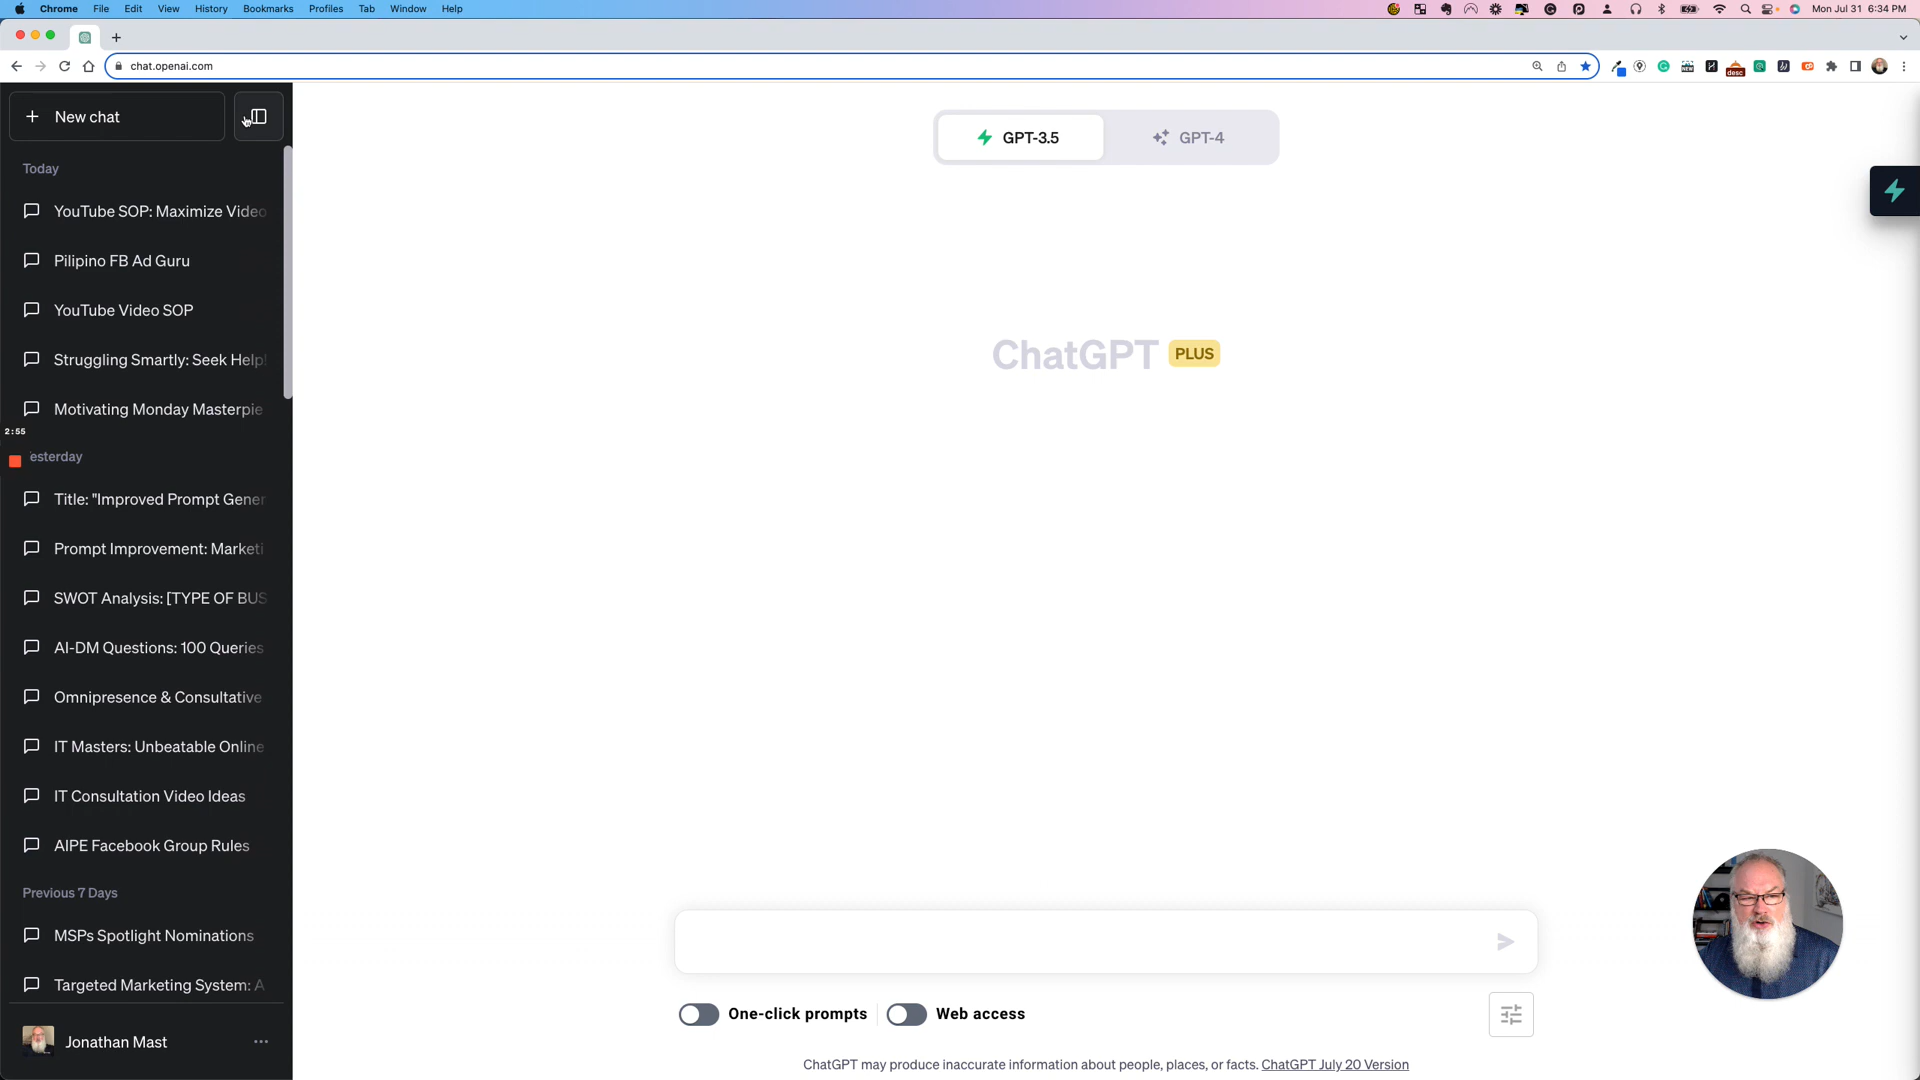 Chrome File Edit View History Bookmarks Profiles Tab Window Help
Mon Jul 31 6:34 PM
chat.openai.com
desc
New chat
GPT-3.5
GPT-4
Today
YouTube SOP: Maximize Video
Pilipino FB Ad Guru
YouTube Video SOP
Struggling Smartly: Seek Help!
Motivating Monday Masterpie
2:55
esterday
Title: "Improved Prompt Gener
Prompt Improvement: Marketi
SWOT Analysis: [TYPE OF BUS
AI-DM Questions: 100 Queries
Omnipresence & Consultative
IT Masters: Unbeatable Online
IT Consultation Video Ideas
AIPE Facebook Group Rules
Previous 7 Days
MSPs Spotlight Nominations
Targeted Marketing System: A
Jonathan Mast
ChatGPT PLUS
One-click prompts
Web access
ChatGPT may produce inaccurate information about people, places, or facts. ChatGPT July 20 Version